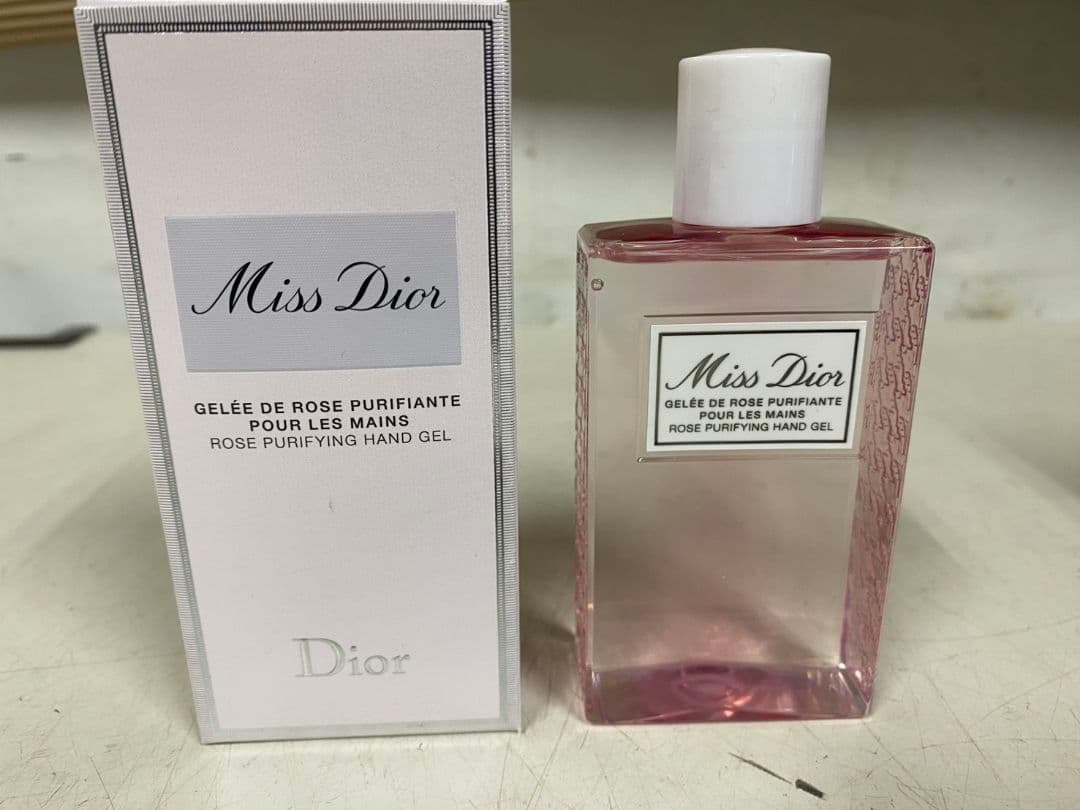 Miss Dior
GELÉE DE ROSE PURIFIANTE
POUR LES MAINS
ROSE PURIFYING HAND GEL
Dior
Miss Dior
GELÉE DE ROSE PURIFIANTE
POUR LES MAINS
ROSE PURIFYING HAND GEL